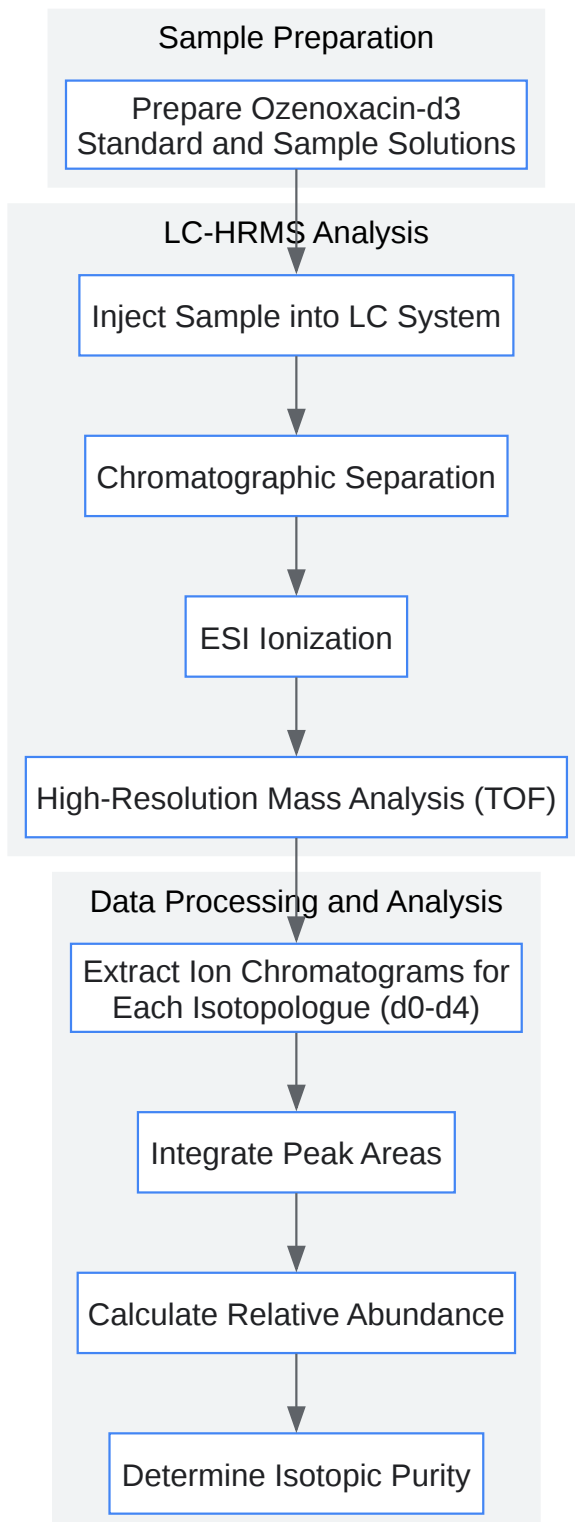 Sample Preparation
Prepare Ozenoxacin-d3
Standard and Sample Solutions
LC-HRMS Analysis
Inject Sample into LC System
Chromatographic Separation
ESI Ionization
High-Resolution Mass Analysis (TOF)
Data Processing and Analysis
Extract Ion Chromatograms for
Each Isotopologue (d0-d4)
Integrate Peak Areas
Calculate Relative Abundance
Determine Isotopic Purity